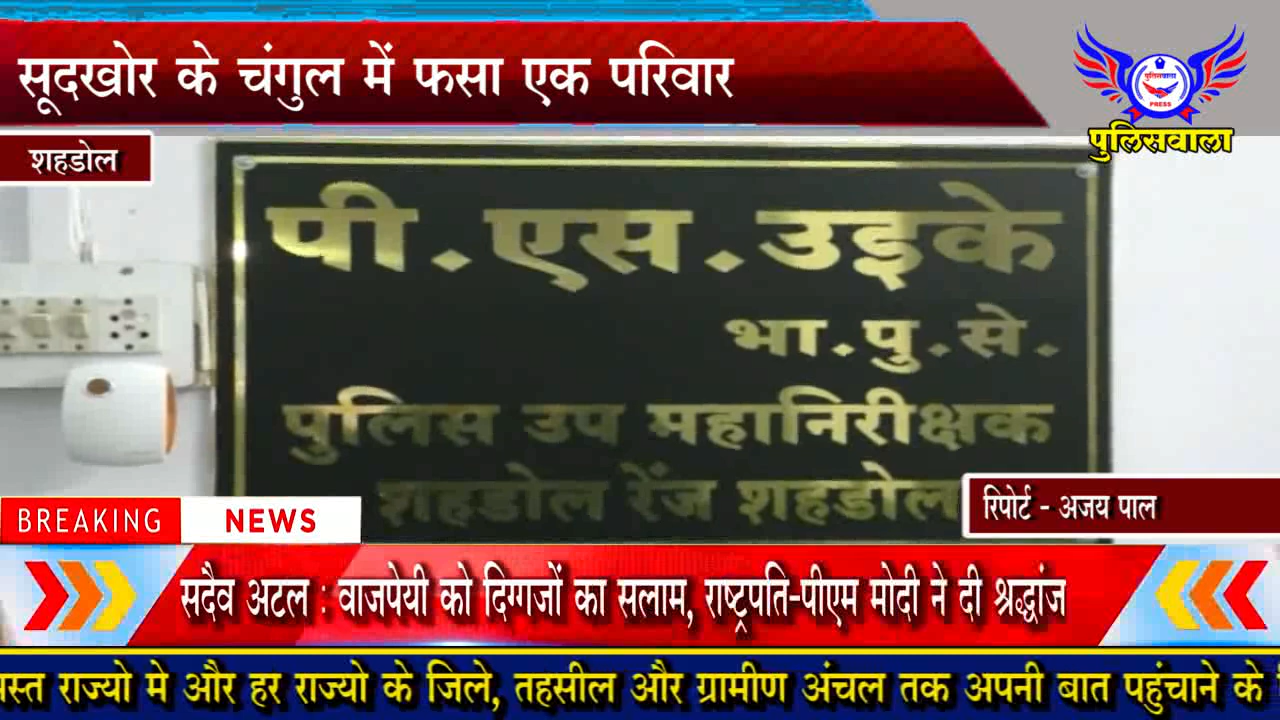 सूदखोर के चंगुल में फसा एक परिवार
पुलिसवाला
PRESS
पुलिसवाला
शहडोल
पी.एस.उइके
भा.पु.से.
पुलिस उप महानिरीक्षक
शहडोल रेंज शहडोल
रिपोर्ट - अजय पाल
BREAKING NEWS
सदैव अटल : वाजपेयी को दिग्गजों का सलाम, राष्ट्रपति-पीएम मोदी ने दी श्रद्धांज
स्त राज्यो मे और हर राज्यो के जिले, तहसील और ग्रामीण अंचल तक अपनी बात पहुंचाने के